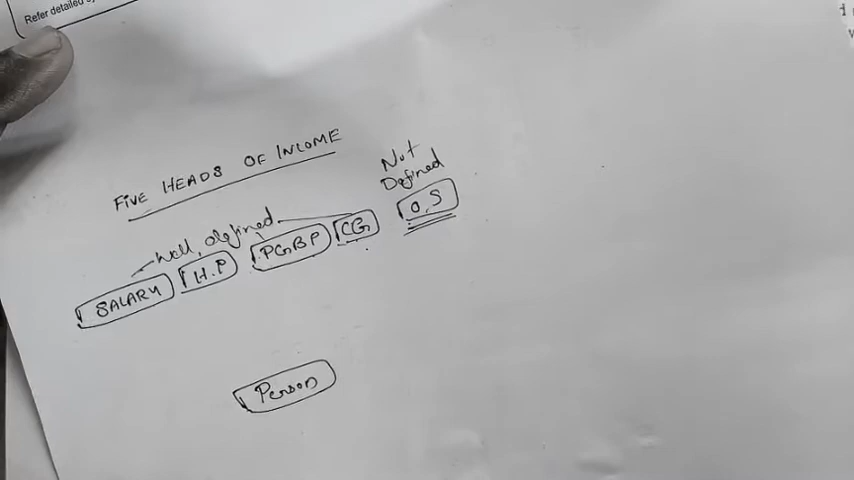 Refer detailed
FIVE HEADS OF INCOME
Not
Defined
Well defined
SALARY H.P PGBP CG O.S
Person